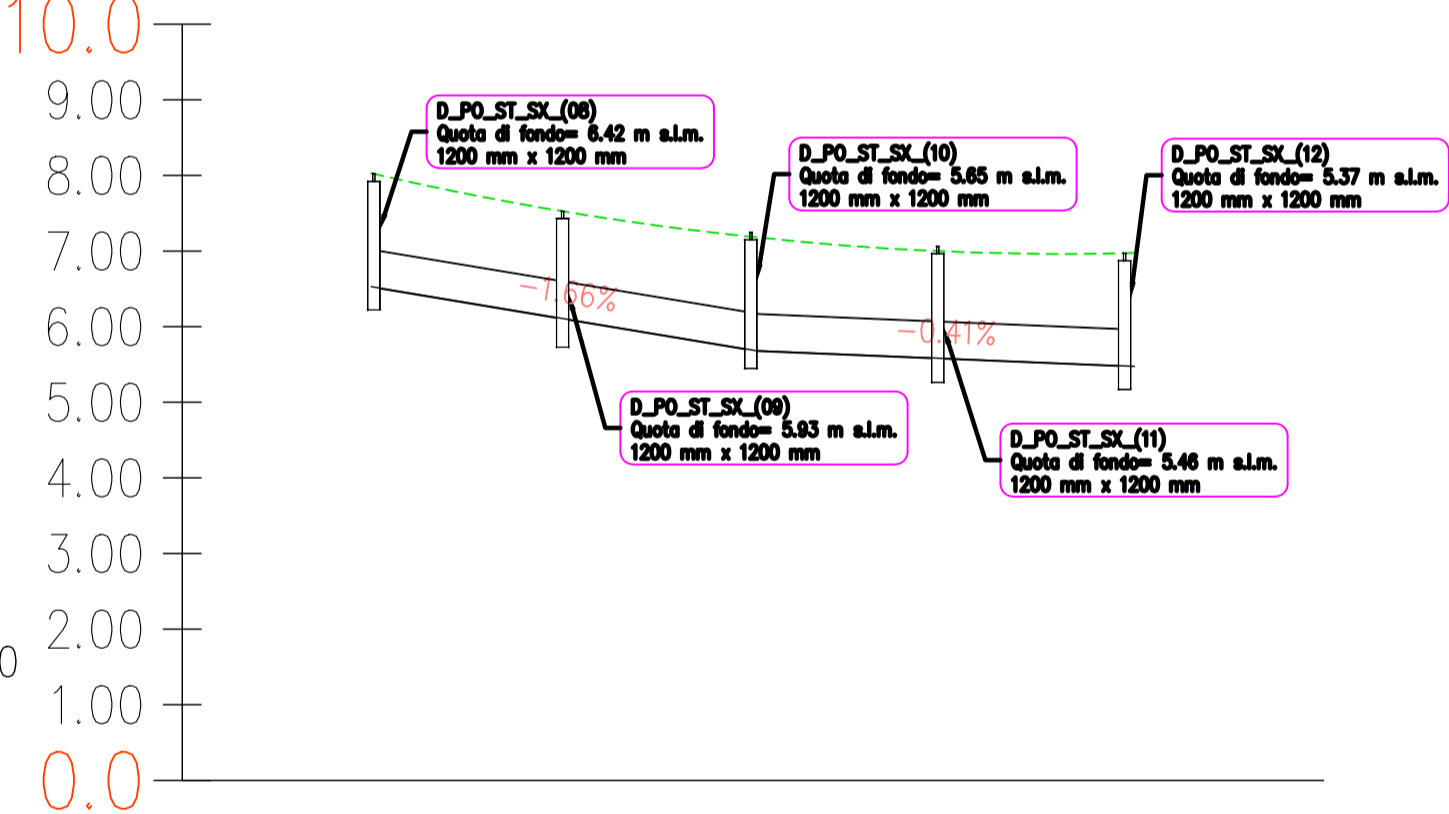 10.0
9.00
8.00
7.00
6.00
5.00
4.00
3.00
2.00
1.00
0.0
0
D_PO_ST_SX_(08)
Quota di fondo= 6.42 m s.l.m.
1200 mm x 1200 mm
D_PO_ST_SX_(10)
Quota di fondo= 5.65 m s.l.m.
1200 mm x 1200 mm
D_PO_ST_SX_(12)
Quota di fondo= 5.37 m s.l.m.
1200 mm x 1200 mm
-1.66%
-0.41%
D_PO_ST_SX_(09)
Quota di fondo= 5.93 m s.l.m.
1200 mm x 1200 mm
D_PO_ST_SX_(11)
Quota di fondo= 5.46 m s.l.m.
1200 mm x 1200 mm